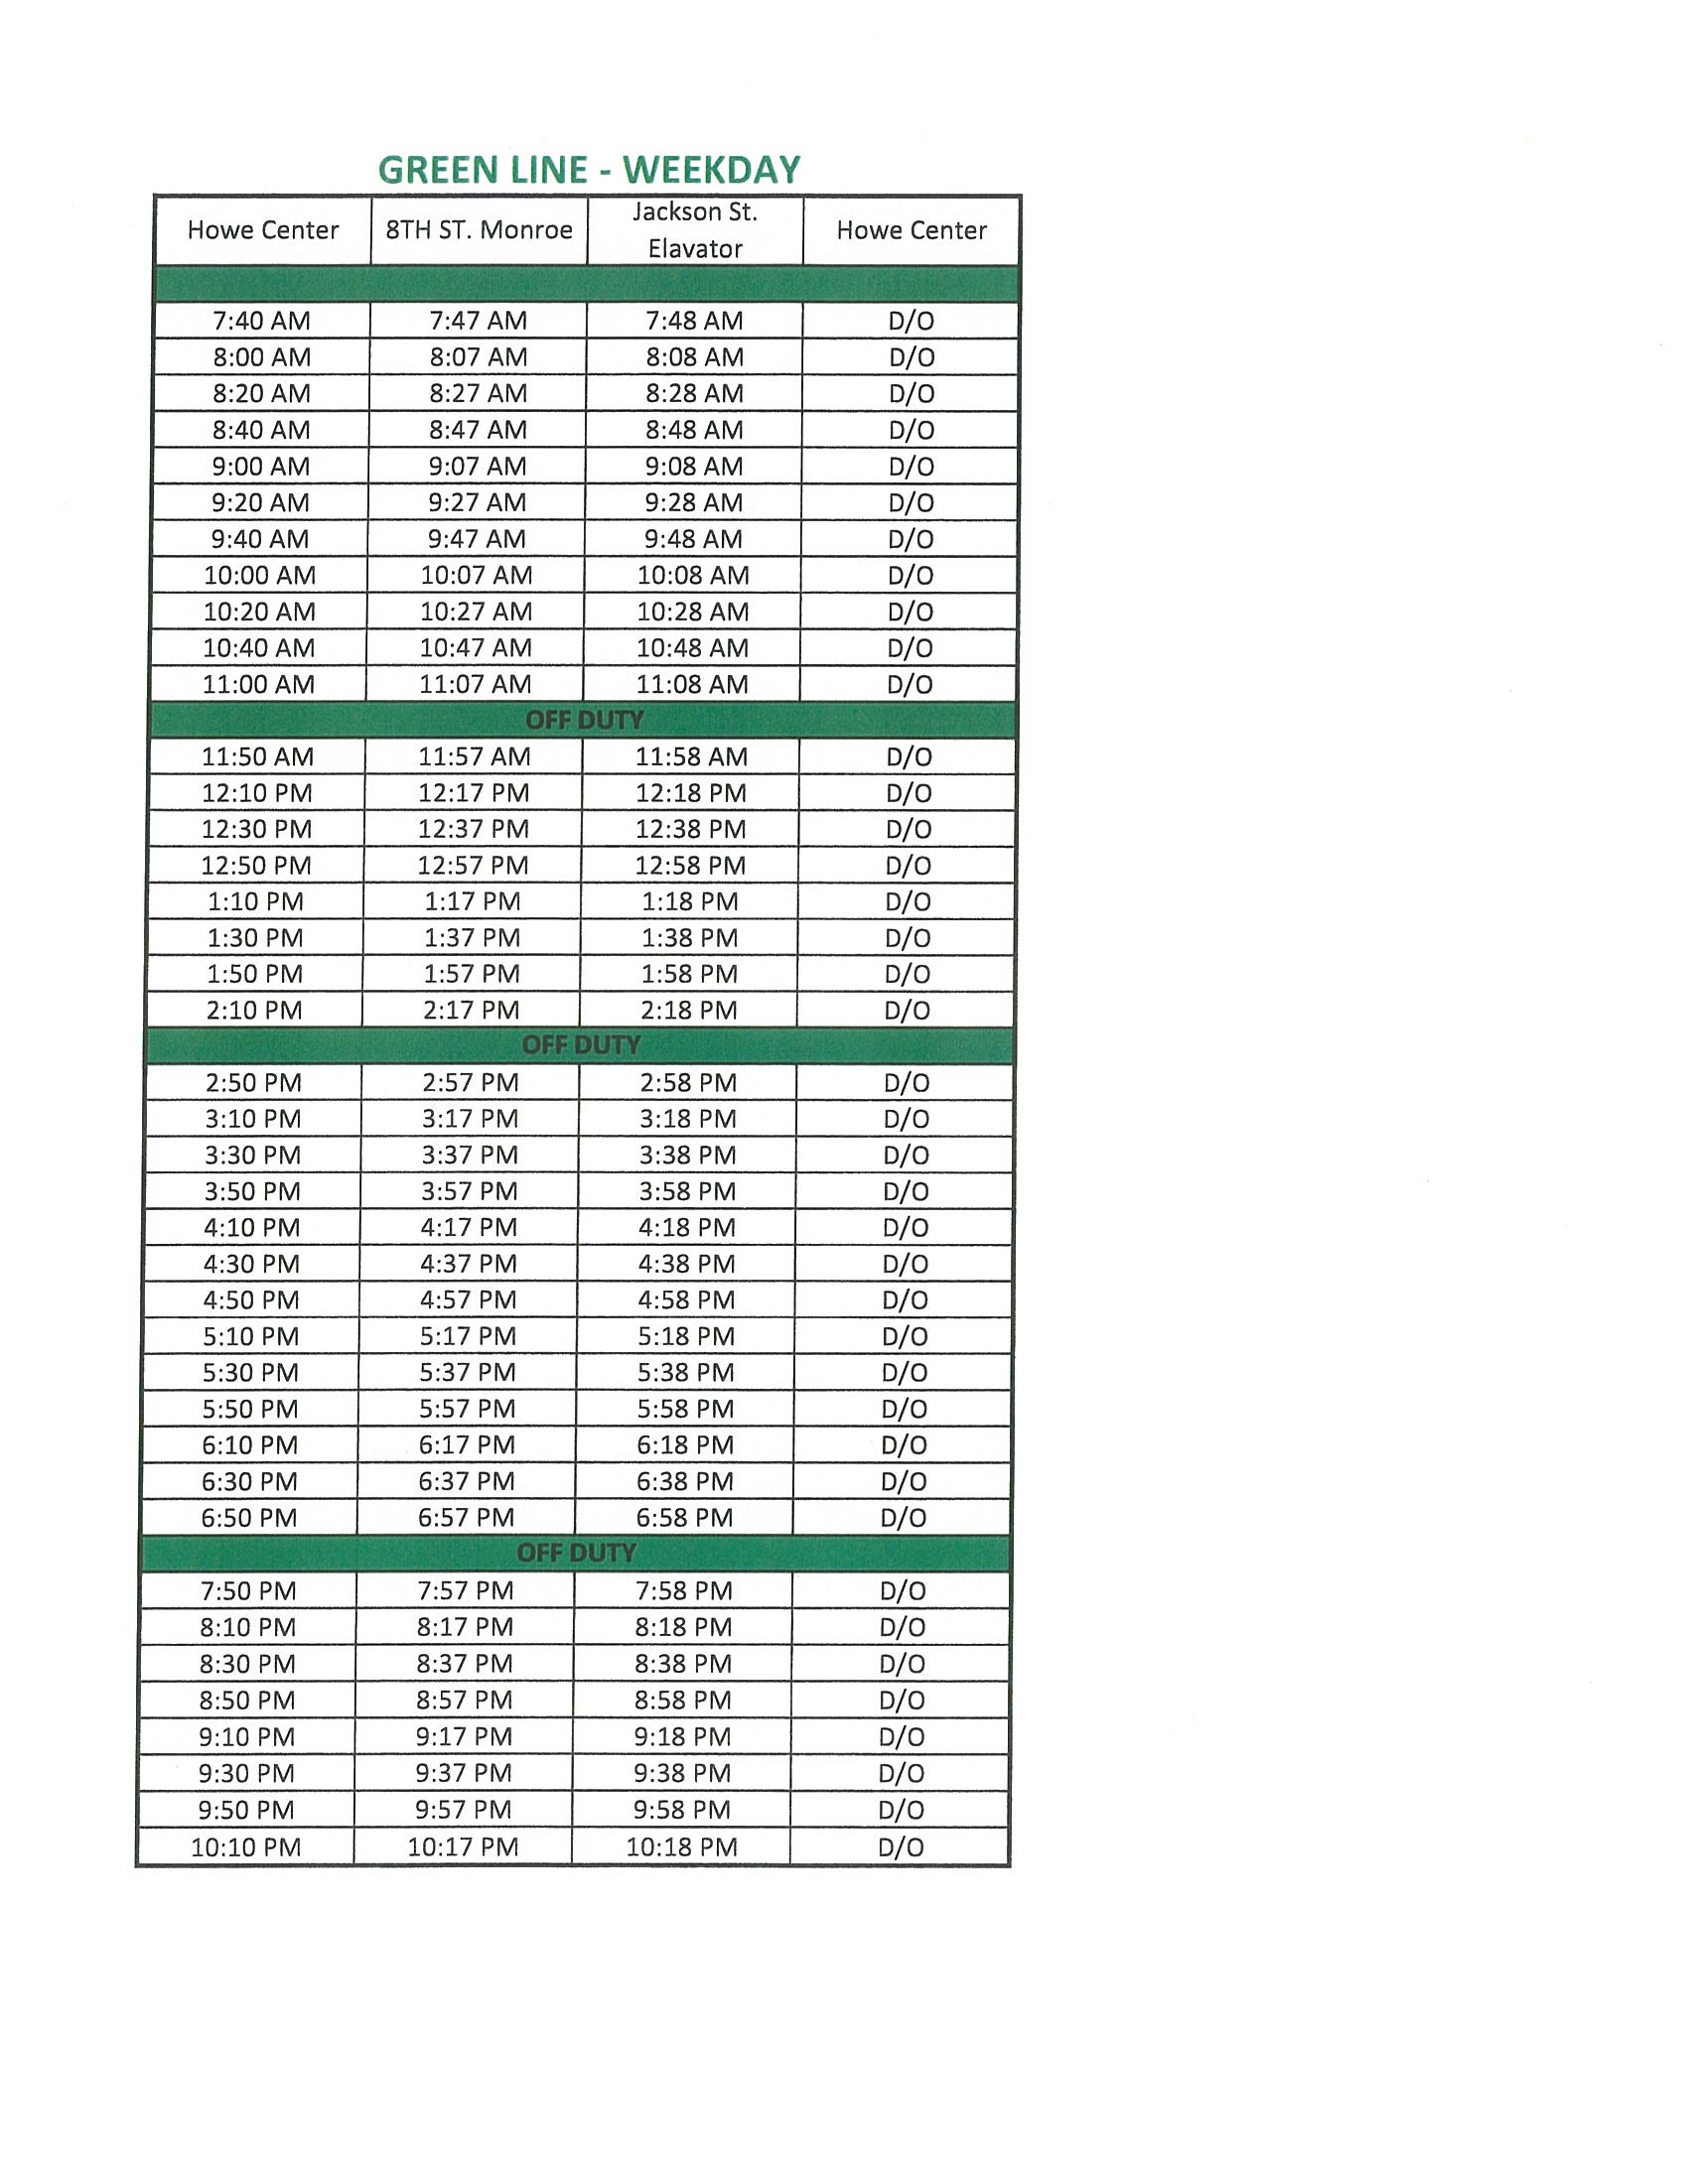 GREEN LINE - WEEKDAY
Howe Center 8TH ST. Monroe Jackson St. Elavator Howe Center
7:40 AM 7:47 AM 7:48 AM D/O
8:00 AM 8:07 AM 8:08 AM D/O
8:20 AM 8:27 AM 8:28 AM D/O
8:40 AM 8:47 AM 8:48 AM D/O
9:00 AM 9:07 AM 9:08 AM D/O
9:20 AM 9:27 AM 9:28 AM D/O
9:40 AM 9:47 AM 9:48 AM D/O
10:00 AM 10:07 AM 10:08 AM D/O
10:20 AM 10:27 AM 10:28 AM D/O
10:40 AM 10:47 AM 10:48 AM D/O
11:00 AM 11:07 AM 11:08 AM D/O
OFF DUTY
11:50 AM 11:57 AM 11:58 AM D/O
12:10 PM 12:17 PM 12:18 PM D/O
12:30 PM 12:37 PM 12:38 PM D/O
12:50 PM 12:57 PM 12:58 PM D/O
1:10 PM 1:17 PM 1:18 PM D/O
1:30 PM 1:37 PM 1:38 PM D/O
1:50 PM 1:57 PM 1:58 PM D/O
2:10 PM 2:17 PM 2:18 PM D/O
OFF DUTY
2:50 PM 2:57 PM 2:58 PM D/O
3:10 PM 3:17 PM 3:18 PM D/O
3:30 PM 3:37 PM 3:38 PM D/O
3:50 PM 3:57 PM 3:58 PM D/O
4:10 PM 4:17 PM 4:18 PM D/O
4:30 PM 4:37 PM 4:38 PM D/O
4:50 PM 4:57 PM 4:58 PM D/O
5:10 PM 5:17 PM 5:18 PM D/O
5:30 PM 5:37 PM 5:38 PM D/O
5:50 PM 5:57 PM 5:58 PM D/O
6:10 PM 6:17 PM 6:18 PM D/O
6:30 PM 6:37 PM 6:38 PM D/O
6:50 PM 6:57 PM 6:58 PM D/O
OFF DUTY
7:50 PM 7:57 PM 7:58 PM D/O
8:10 PM 8:17 PM 8:18 PM D/O
8:30 PM 8:37 PM 8:38 PM D/O
8:50 PM 8:57 PM 8:58 PM D/O
9:10 PM 9:17 PM 9:18 PM D/O
9:30 PM 9:37 PM 9:38 PM D/O
9:50 PM 9:57 PM 9:58 PM D/O
10:10 PM 10:17 PM 10:18 PM D/O